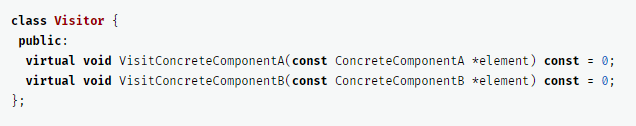 class Visitor {
 public:
  virtual void VisitConcreteComponentA(const ConcreteComponentA *element) const = 0;
  virtual void VisitConcreteComponentB(const ConcreteComponentB *element) const = 0;
};